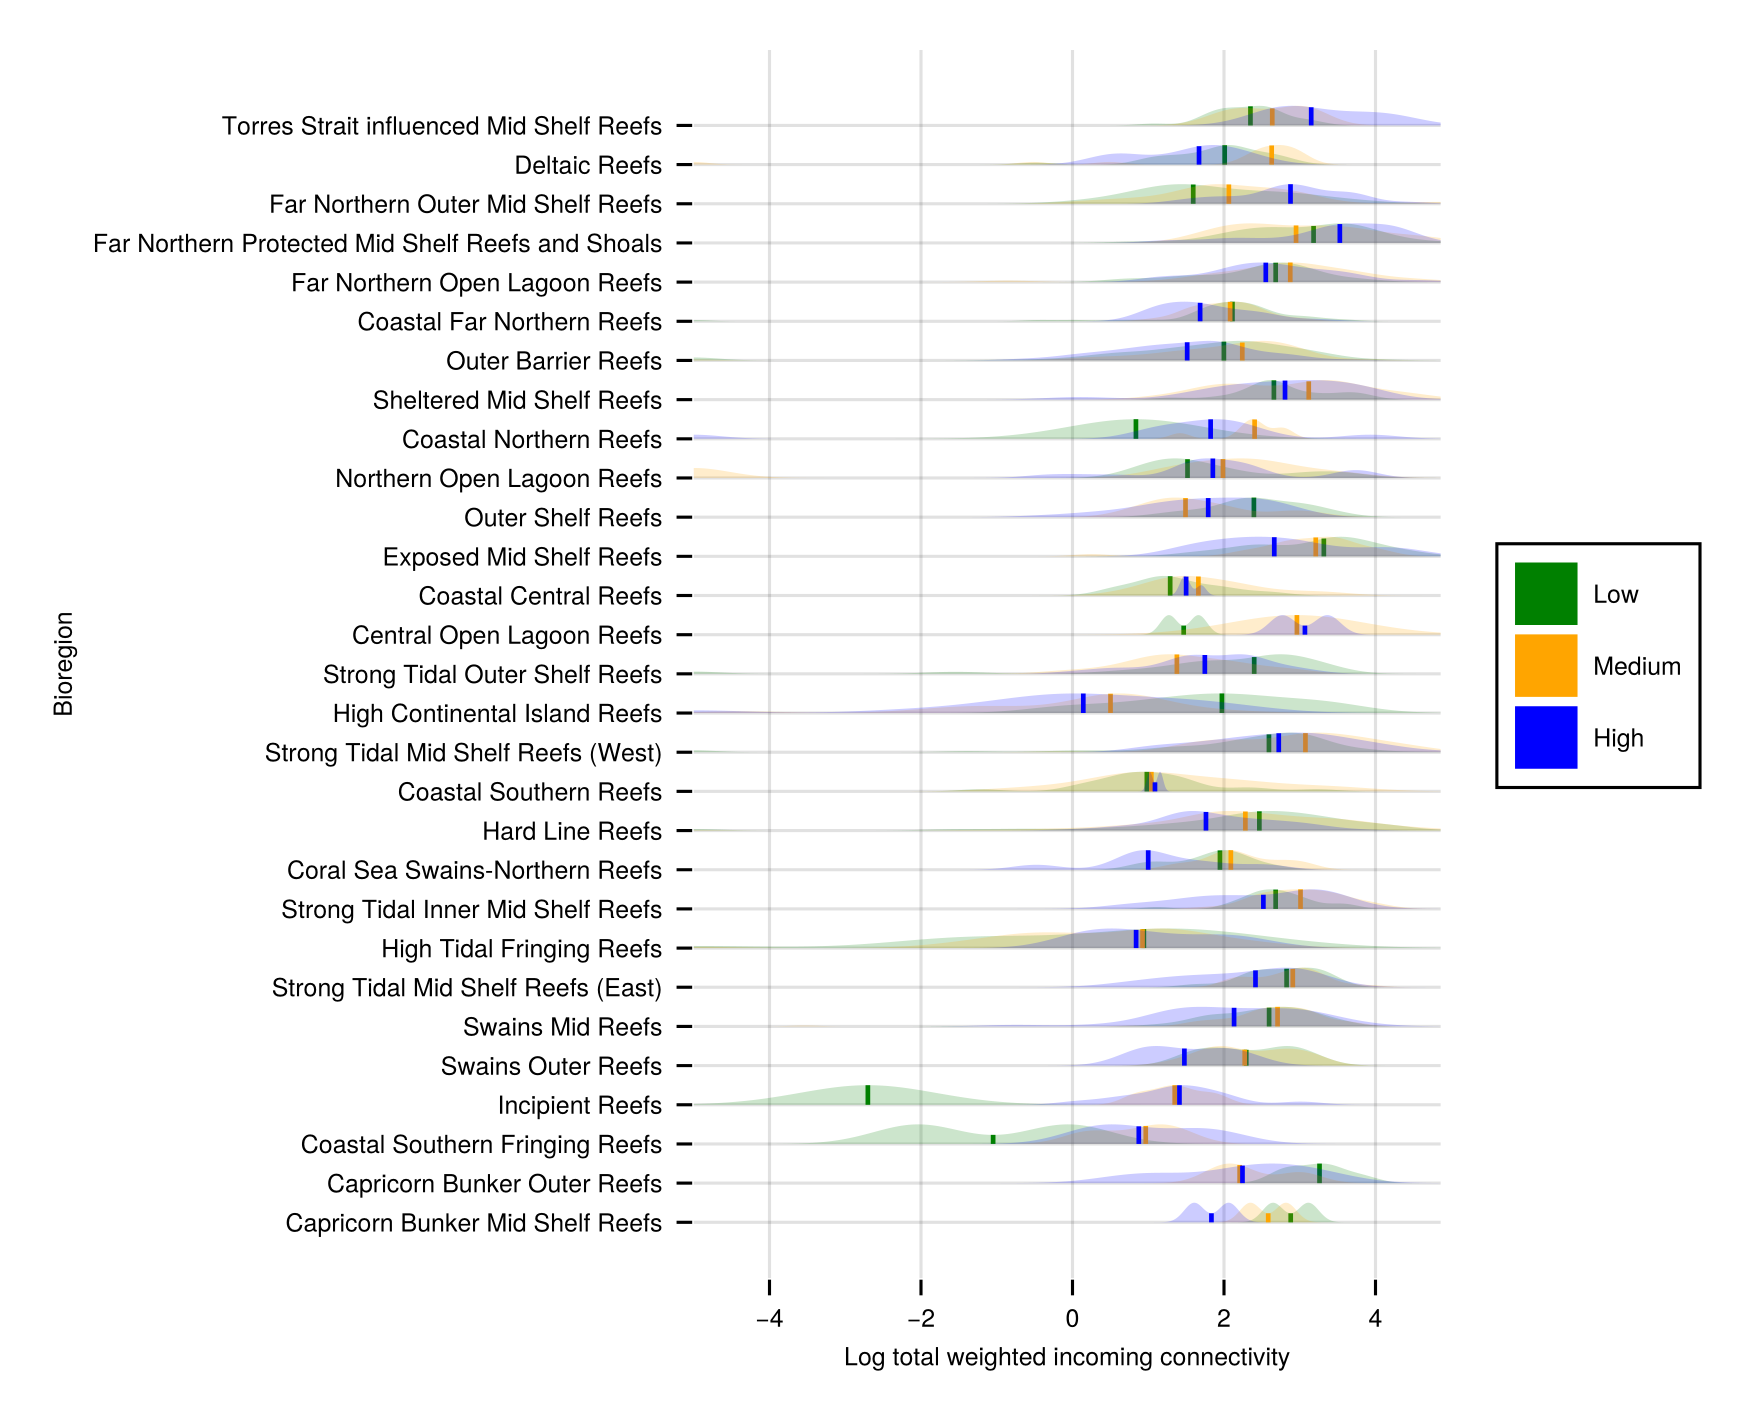 Torres Strait influenced Mid Shelf Reefs
Deltaic Reefs
Far Northern Outer Mid Shelf Reefs
Far Northern Protected Mid Shelf Reefs and Shoals
Far Northern Open Lagoon Reefs
Coastal Far Northern Reefs
Outer Barrier Reefs
Sheltered Mid Shelf Reefs
Coastal Northern Reefs
Northern Open Lagoon Reefs
Outer Shelf Reefs
Exposed Mid Shelf Reefs
Coastal Central Reefs
Central Open Lagoon Reefs
Strong Tidal Outer Shelf Reefs
High Continental Island Reefs
Strong Tidal Mid Shelf Reefs (West)
Coastal Southern Reefs
Hard Line Reefs
Coral Sea Swains-Northern Reefs
Strong Tidal Inner Mid Shelf Reefs
High Tidal Fringing Reefs
Strong Tidal Mid Shelf Reefs (East)
Swains Mid Reefs
Swains Outer Reefs
Incipient Reefs
Coastal Southern Fringing Reefs
Capricorn Bunker Outer Reefs
Capricorn Bunker Mid Shelf Reefs
Bioregion
−4 −2 0 2 4
Log total weighted incoming connectivity
Low
Medium
High